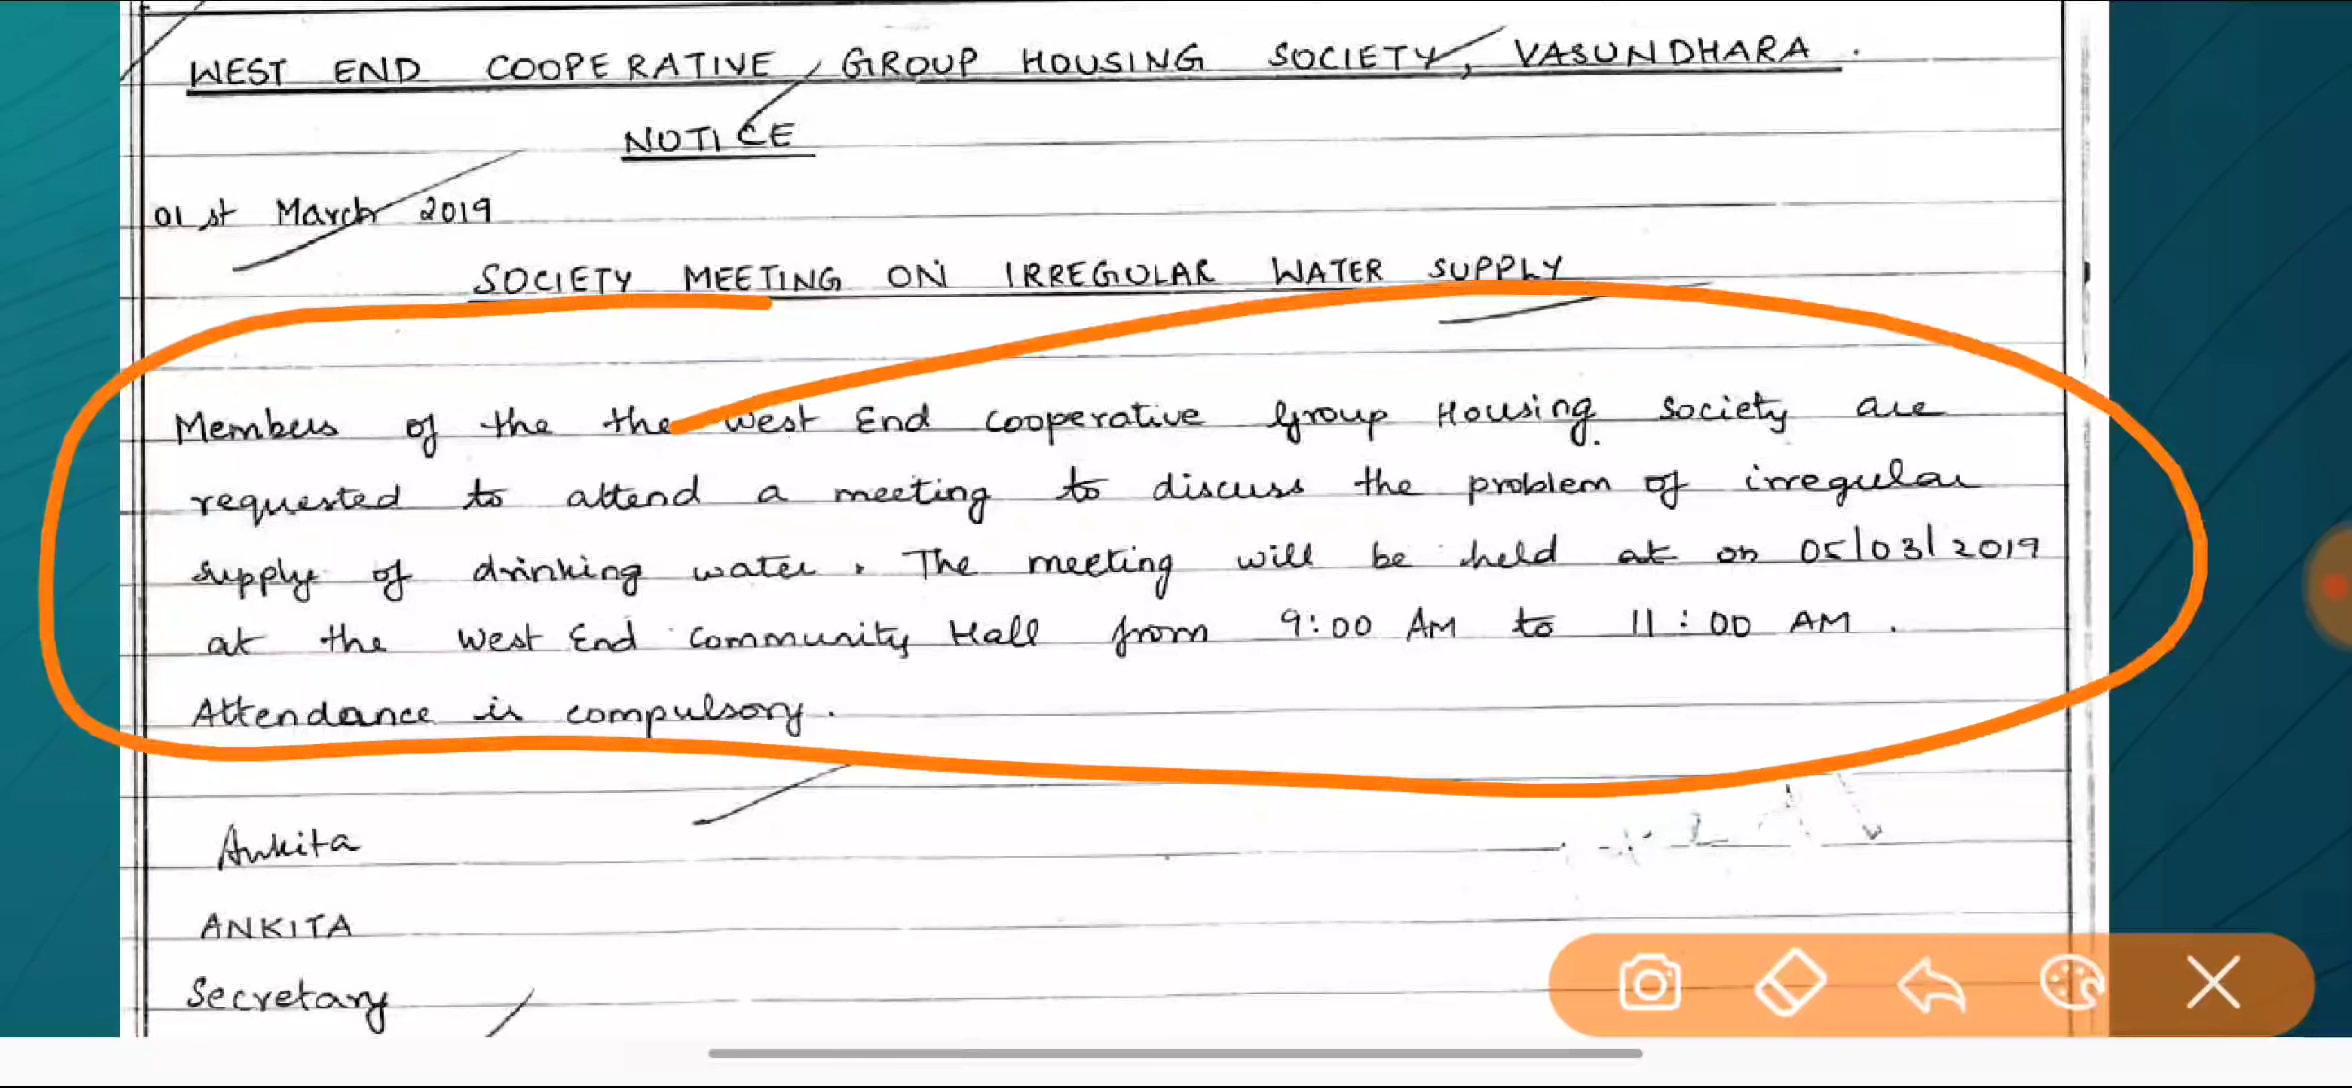 WEST END COOPERATIVE GROUP HOUSING SOCIETY, VASUNDHARA.
NOTICE
01st March 2019
SOCIETY MEETING ON IRREGULAR WATER SUPPLY
Members of the the West End Cooperative Group Housing Society are
requested to attend a meeting to discuss the problem of irregular
supply of drinking water. The meeting will be held at on 05/03/2019
at the West End Community Hall from 9:00 AM to 11:00 AM.
Attendance is compulsory.
Ankita
ANKITA
Secretary